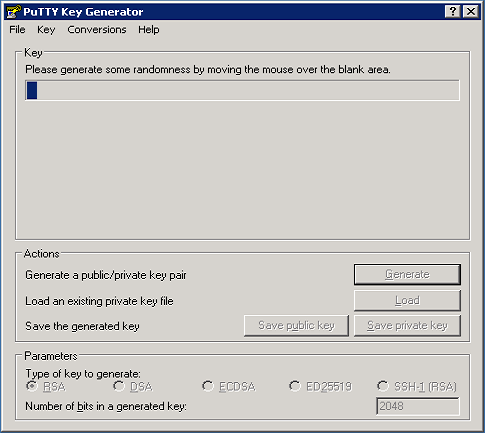 PuTTY Key Generator
File Key Conversions Help
Key
Please generate some randomness by moving the mouse over the blank area.
Actions
Generate a public/private key pair Generate
Load an existing private key file Load
Save the generated key Save public key Save private key
Parameters
Type of key to generate:
RSA DSA ECDSA ED25519 SSH-1 (RSA)
Number of bits in a generated key: 2048